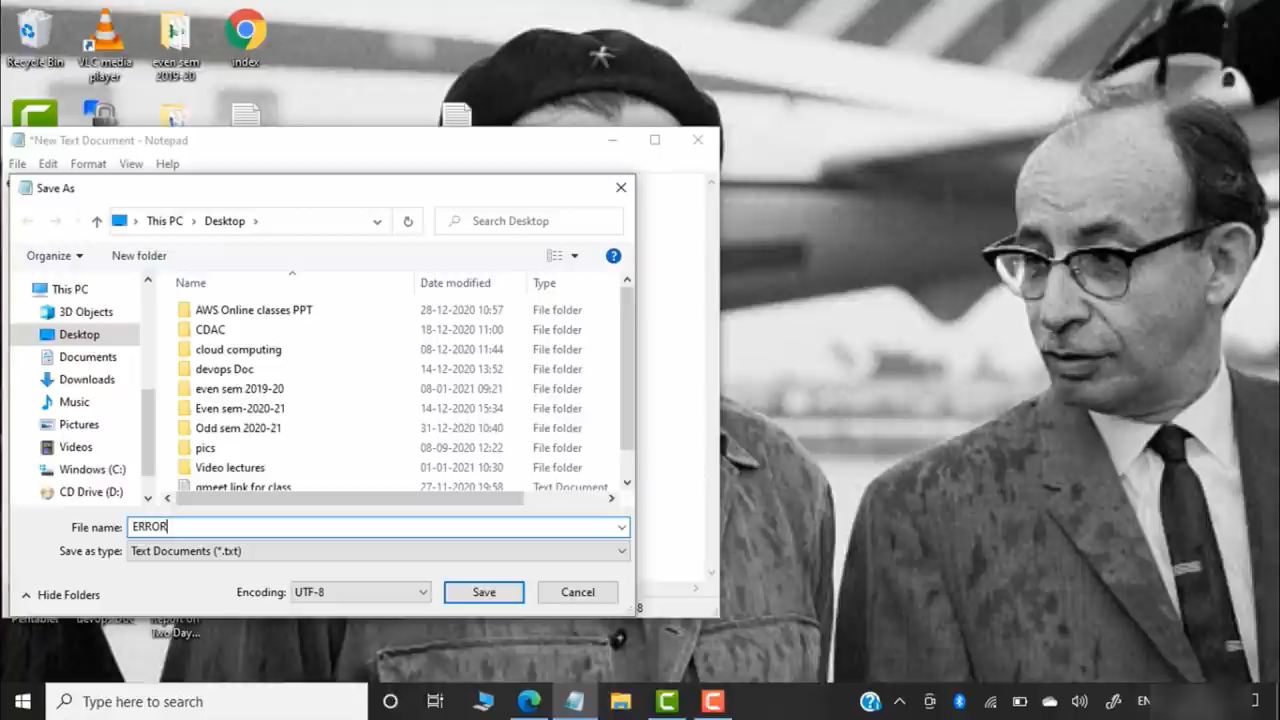 Recycle Bin
VLC media player
even sem 2019-20
index
*New Text Document - Notepad
File Edit Format View Help
Save As
This PC Desktop
Search Desktop
Organize New folder
Name Date modified Type
This PC
3D Objects
Desktop
Documents
Downloads
Music
Pictures
Videos
Windows (C:)
CD Drive (D:)
AWS Online classes PPT 28-12-2020 10:57 File folder
CDAC 18-12-2020 11:00 File folder
cloud computing 08-12-2020 11:44 File folder
devops Doc 14-12-2020 13:52 File folder
even sem 2019-20 08-01-2021 09:21 File folder
Even sem-2020-21 14-12-2020 15:34 File folder
Odd sem 2020-21 31-12-2020 10:40 File folder
pics 08-09-2020 12:22 File folder
Video lectures 01-01-2021 10:30 File folder
gmeet link for class 27-11-2020 19:58 Text Document
File name: ERROR
Save as type: Text Documents (*.txt)
Hide Folders
Encoding: UTF-8 Save Cancel
8
devops Doc
Report on Two Day...
Type here to search
EN